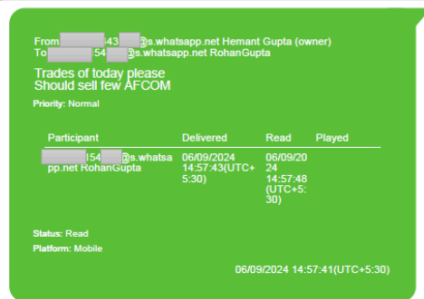 From 43 @s.whatsapp.net Hemant Gupta (owner)
To 54 @s.whatsapp.net RohanGupta
Trades of today please
Should sell few AFCOM
Priority: Normal
Participant Delivered Read Played
154 @s.whatsa 06/09/2024 06/09/20
pp.net RohanGupta 14:57:43(UTC+ 24
5:30) 14:57:48
(UTC+5:
30)
Status: Read
Platform: Mobile
06/09/2024 14:57:41(UTC+5:30)